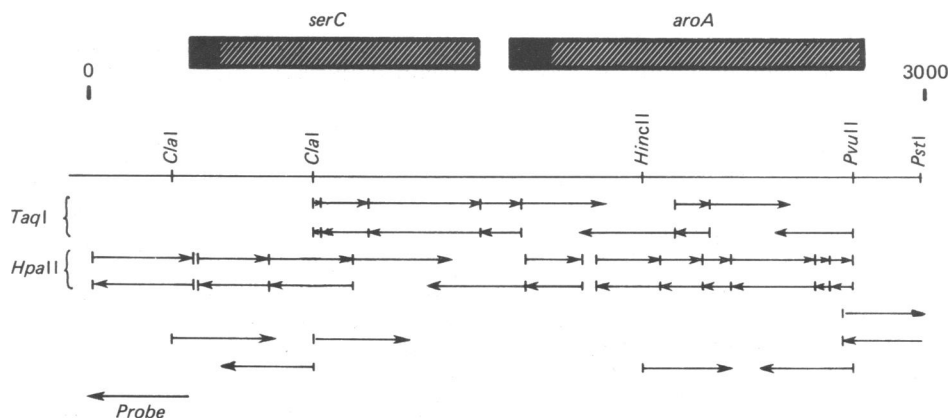 serC aroA
0 3000
ClaI ClaI HincII PvuII PstI
TaqI
HpaII
Probe